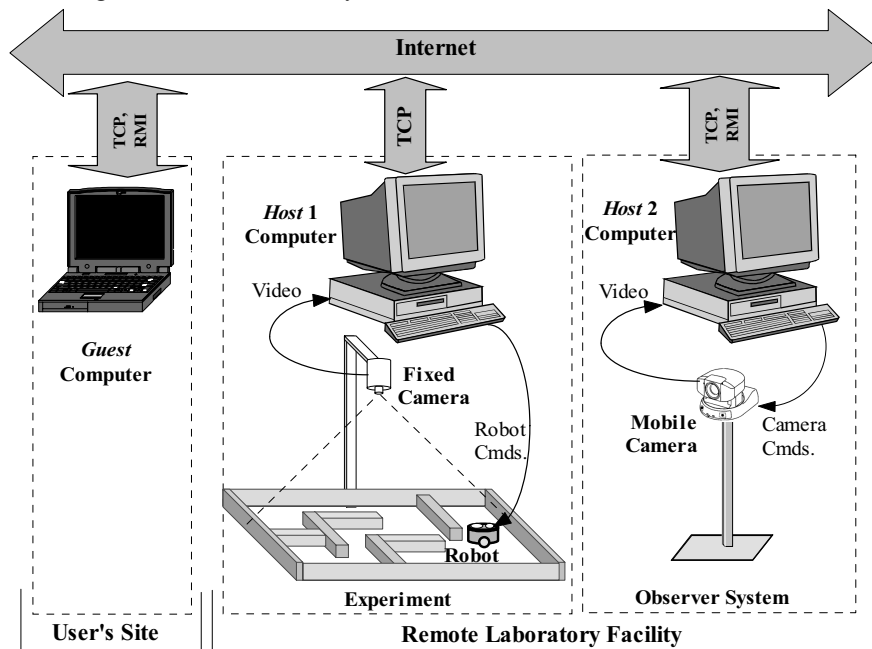 Internet
TCP,
RMI
TCP
TCP,
RMI
Host 1
Computer
Host 2
Computer
Video
Video
Guest
Computer
Fixed
Camera
Robot
Cmds.
Mobile
Camera
Camera
Cmds.
Robot
Experiment
Observer System
User's Site
Remote Laboratory Facility